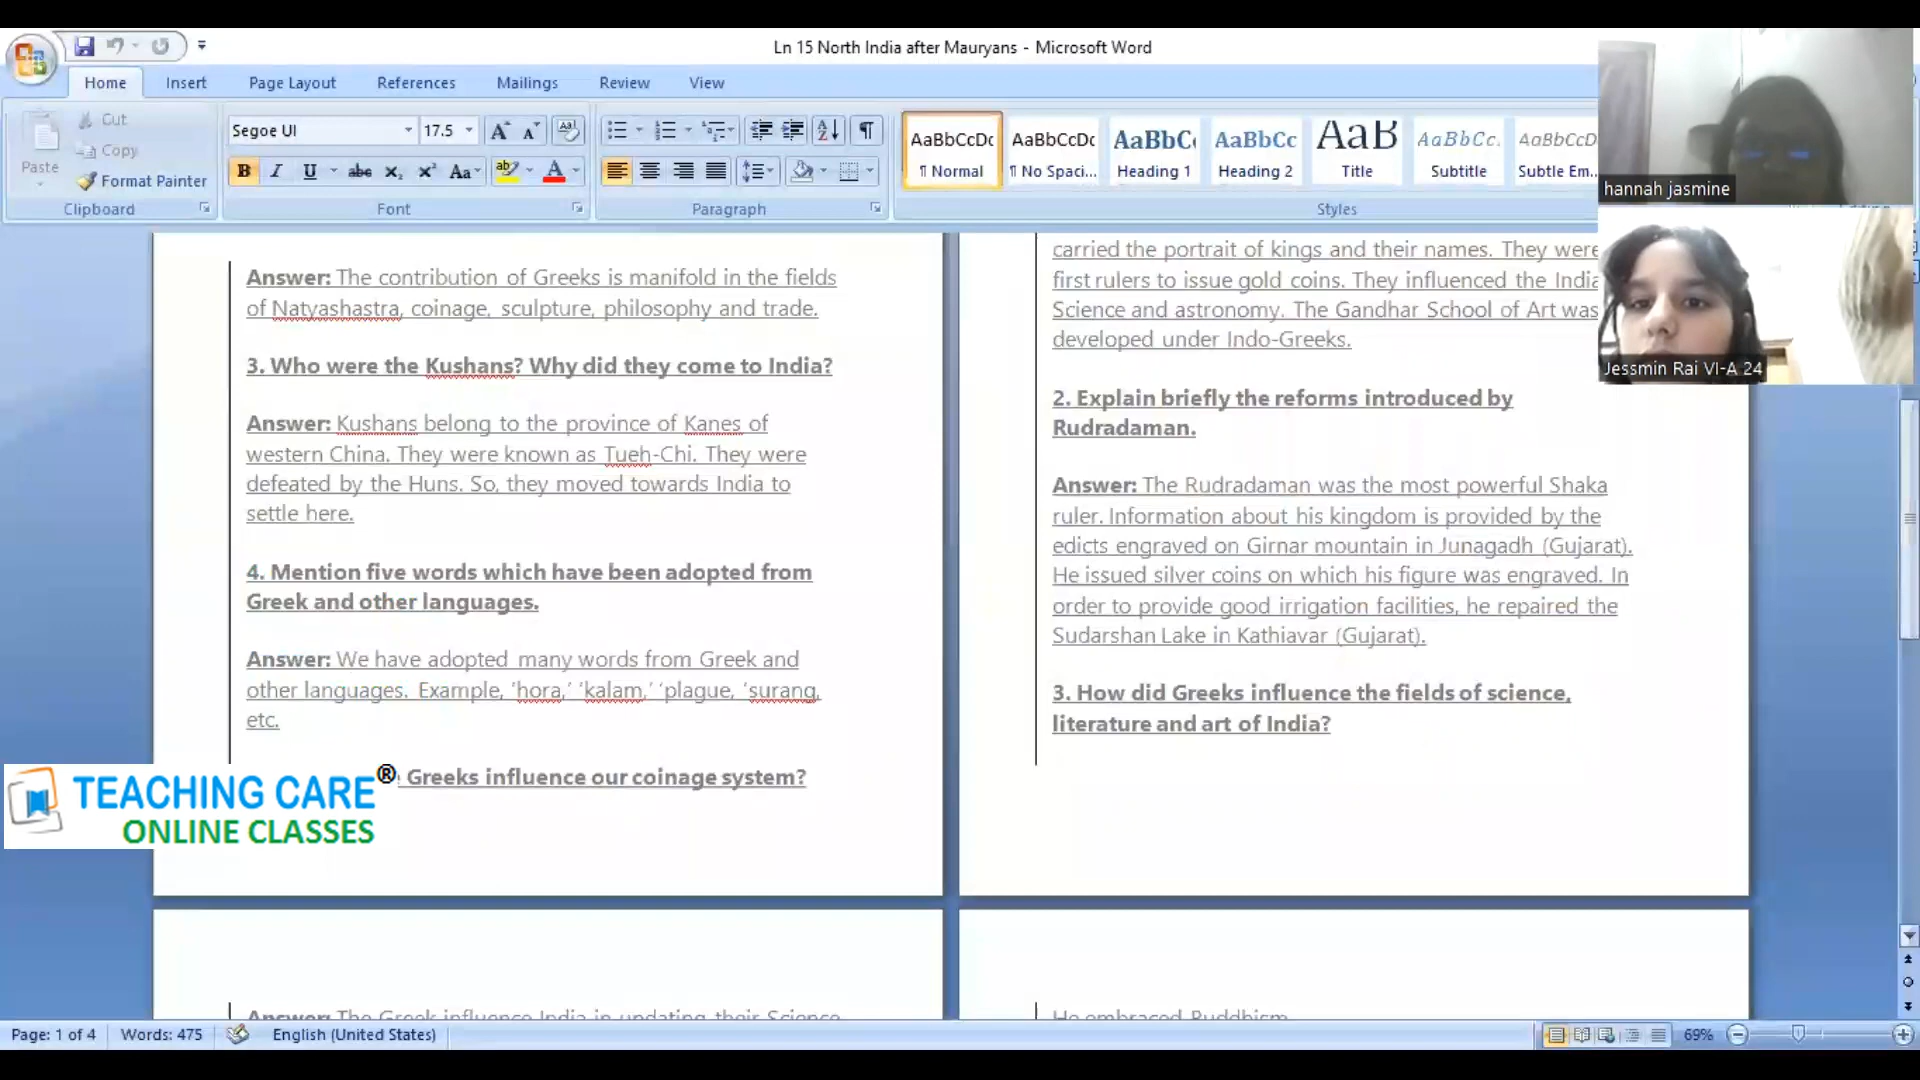 Ln 15 North India after Mauryans - Microsoft Word
Home Insert Page Layout References Mailings Review View
Paste
Cut
Copy
Format Painter
Clipboard
Segoe UI 17.5
Font
Paragraph
AaBbCcDc AaBbCcDc AaBbC AaBbCc AaB AaBbCc. AaBbCcD
¶ Normal ¶ No Spaci... Heading 1 Heading 2 Title Subtitle Subtle Em...
Styles
hannah jasmine
Jessmin Rai VI-A 24
Answer: The contribution of Greeks is manifold in the fields
of Natyashastra, coinage, sculpture, philosophy and trade.
3. Who were the Kushans? Why did they come to India?
Answer: Kushans belong to the province of Kanes of
western China. They were known as Tueh-Chi. They were
defeated by the Huns. So, they moved towards India to
settle here.
4. Mention five words which have been adopted from
Greek and other languages.
Answer: We have adopted many words from Greek and
other languages. Example, ‘hora,’ ‘kalam,’ ‘plague, ‘surang,
etc.
Greeks influence our coinage system?
TEACHING CARE®
ONLINE CLASSES
carried the portrait of kings and their names. They were
first rulers to issue gold coins. They influenced the India
Science and astronomy. The Gandhar School of Art was
developed under Indo-Greeks.
2. Explain briefly the reforms introduced by
Rudradaman.
Answer: The Rudradaman was the most powerful Shaka
ruler. Information about his kingdom is provided by the
edicts engraved on Girnar mountain in Junagadh (Gujarat).
He issued silver coins on which his figure was engraved. In
order to provide good irrigation facilities, he repaired the
Sudarshan Lake in Kathiavar (Gujarat).
3. How did Greeks influence the fields of science,
literature and art of India?
Answer: The Greek influence India in updating their Science
He embraced Buddhism
Page: 1 of 4 Words: 475 English (United States) 69%